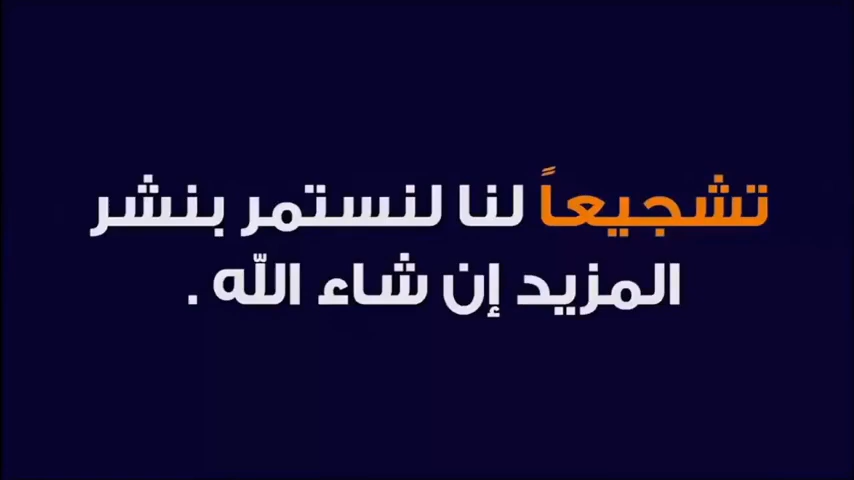 تشجيعاً لنا لنستمر بنشر
المزيد إن شاء الله .